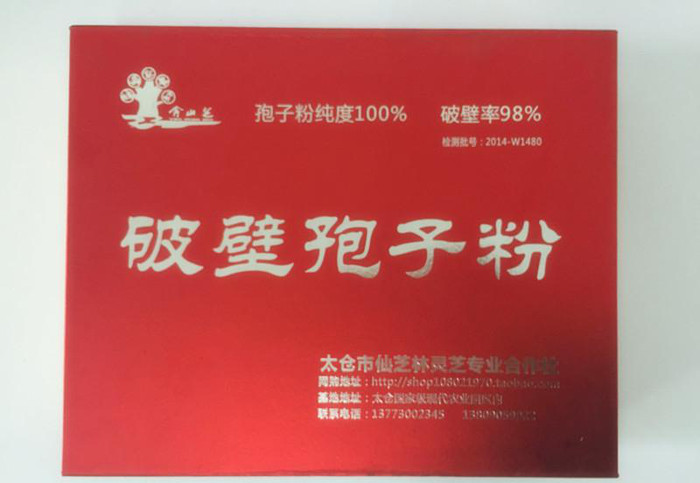 孢子粉纯度100% 破壁率98%
检测批号：2014-W1480
破壁孢子粉
太仓市仙芝林灵芝专业合作社
网购地址：http://shop108021970.taobao.com
基地地址：太仓国家级现代农业园区内
联系电话：13773002345